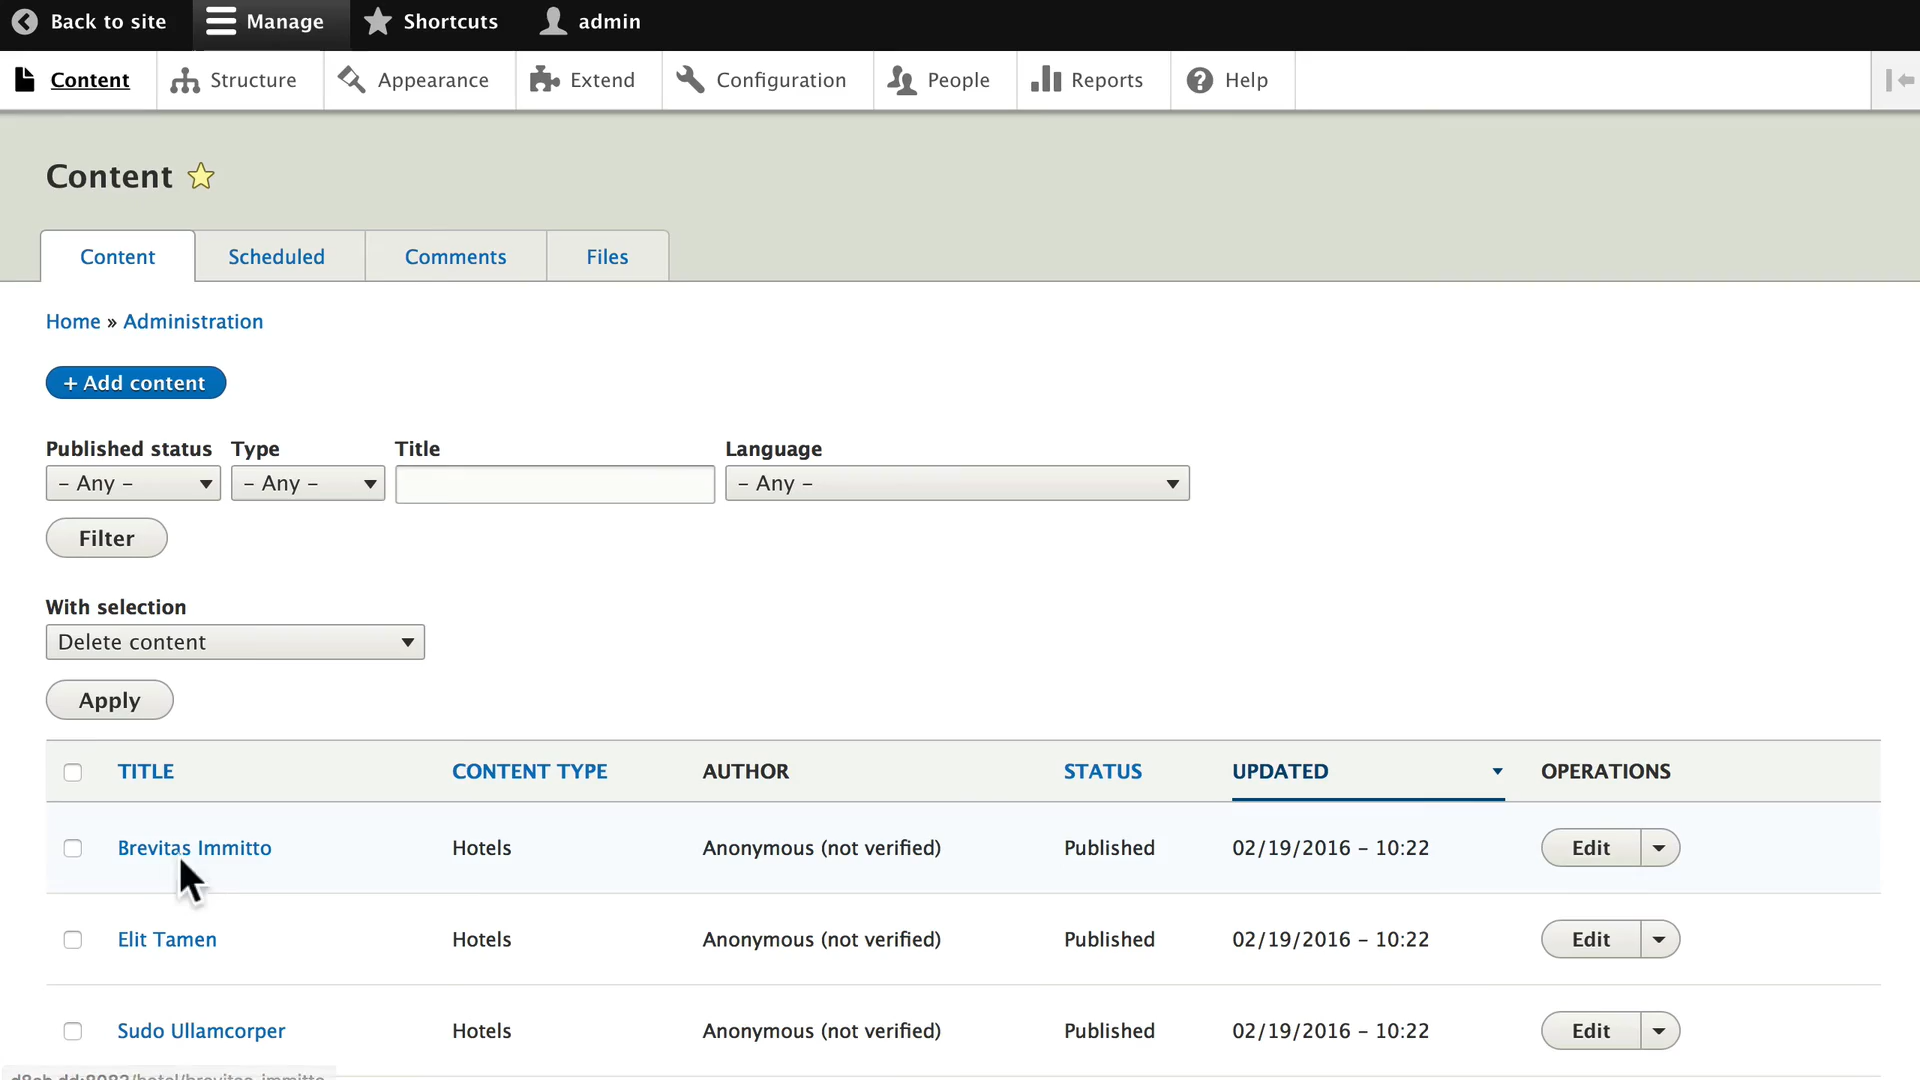 Back to site Manage Shortcuts admin
Content Structure Appearance Extend Configuration People Reports Help
Content
Content Scheduled Comments Files
Home » Administration
+ Add content
Published status Type Title Language
– Any – – Any – – Any –
Filter
With selection
Delete content
Apply
TITLE CONTENT TYPE AUTHOR STATUS UPDATED OPERATIONS
Brevitas Immitto Hotels Anonymous (not verified) Published 02/19/2016 – 10:22 Edit
Elit Tamen Hotels Anonymous (not verified) Published 02/19/2016 – 10:22 Edit
Sudo Ullamcorper Hotels Anonymous (not verified) Published 02/19/2016 – 10:22 Edit